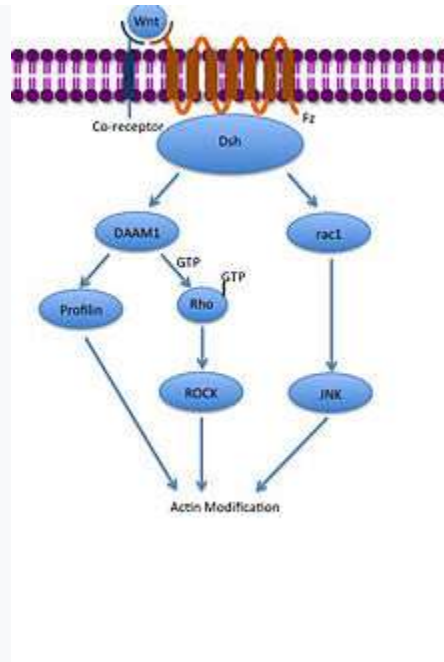 Wnt
Co-receptor
Fz
Dsh
DAAM1
rac1
GTP
GTP
Profilin
Rho
ROCK
JNK
Actin Modification